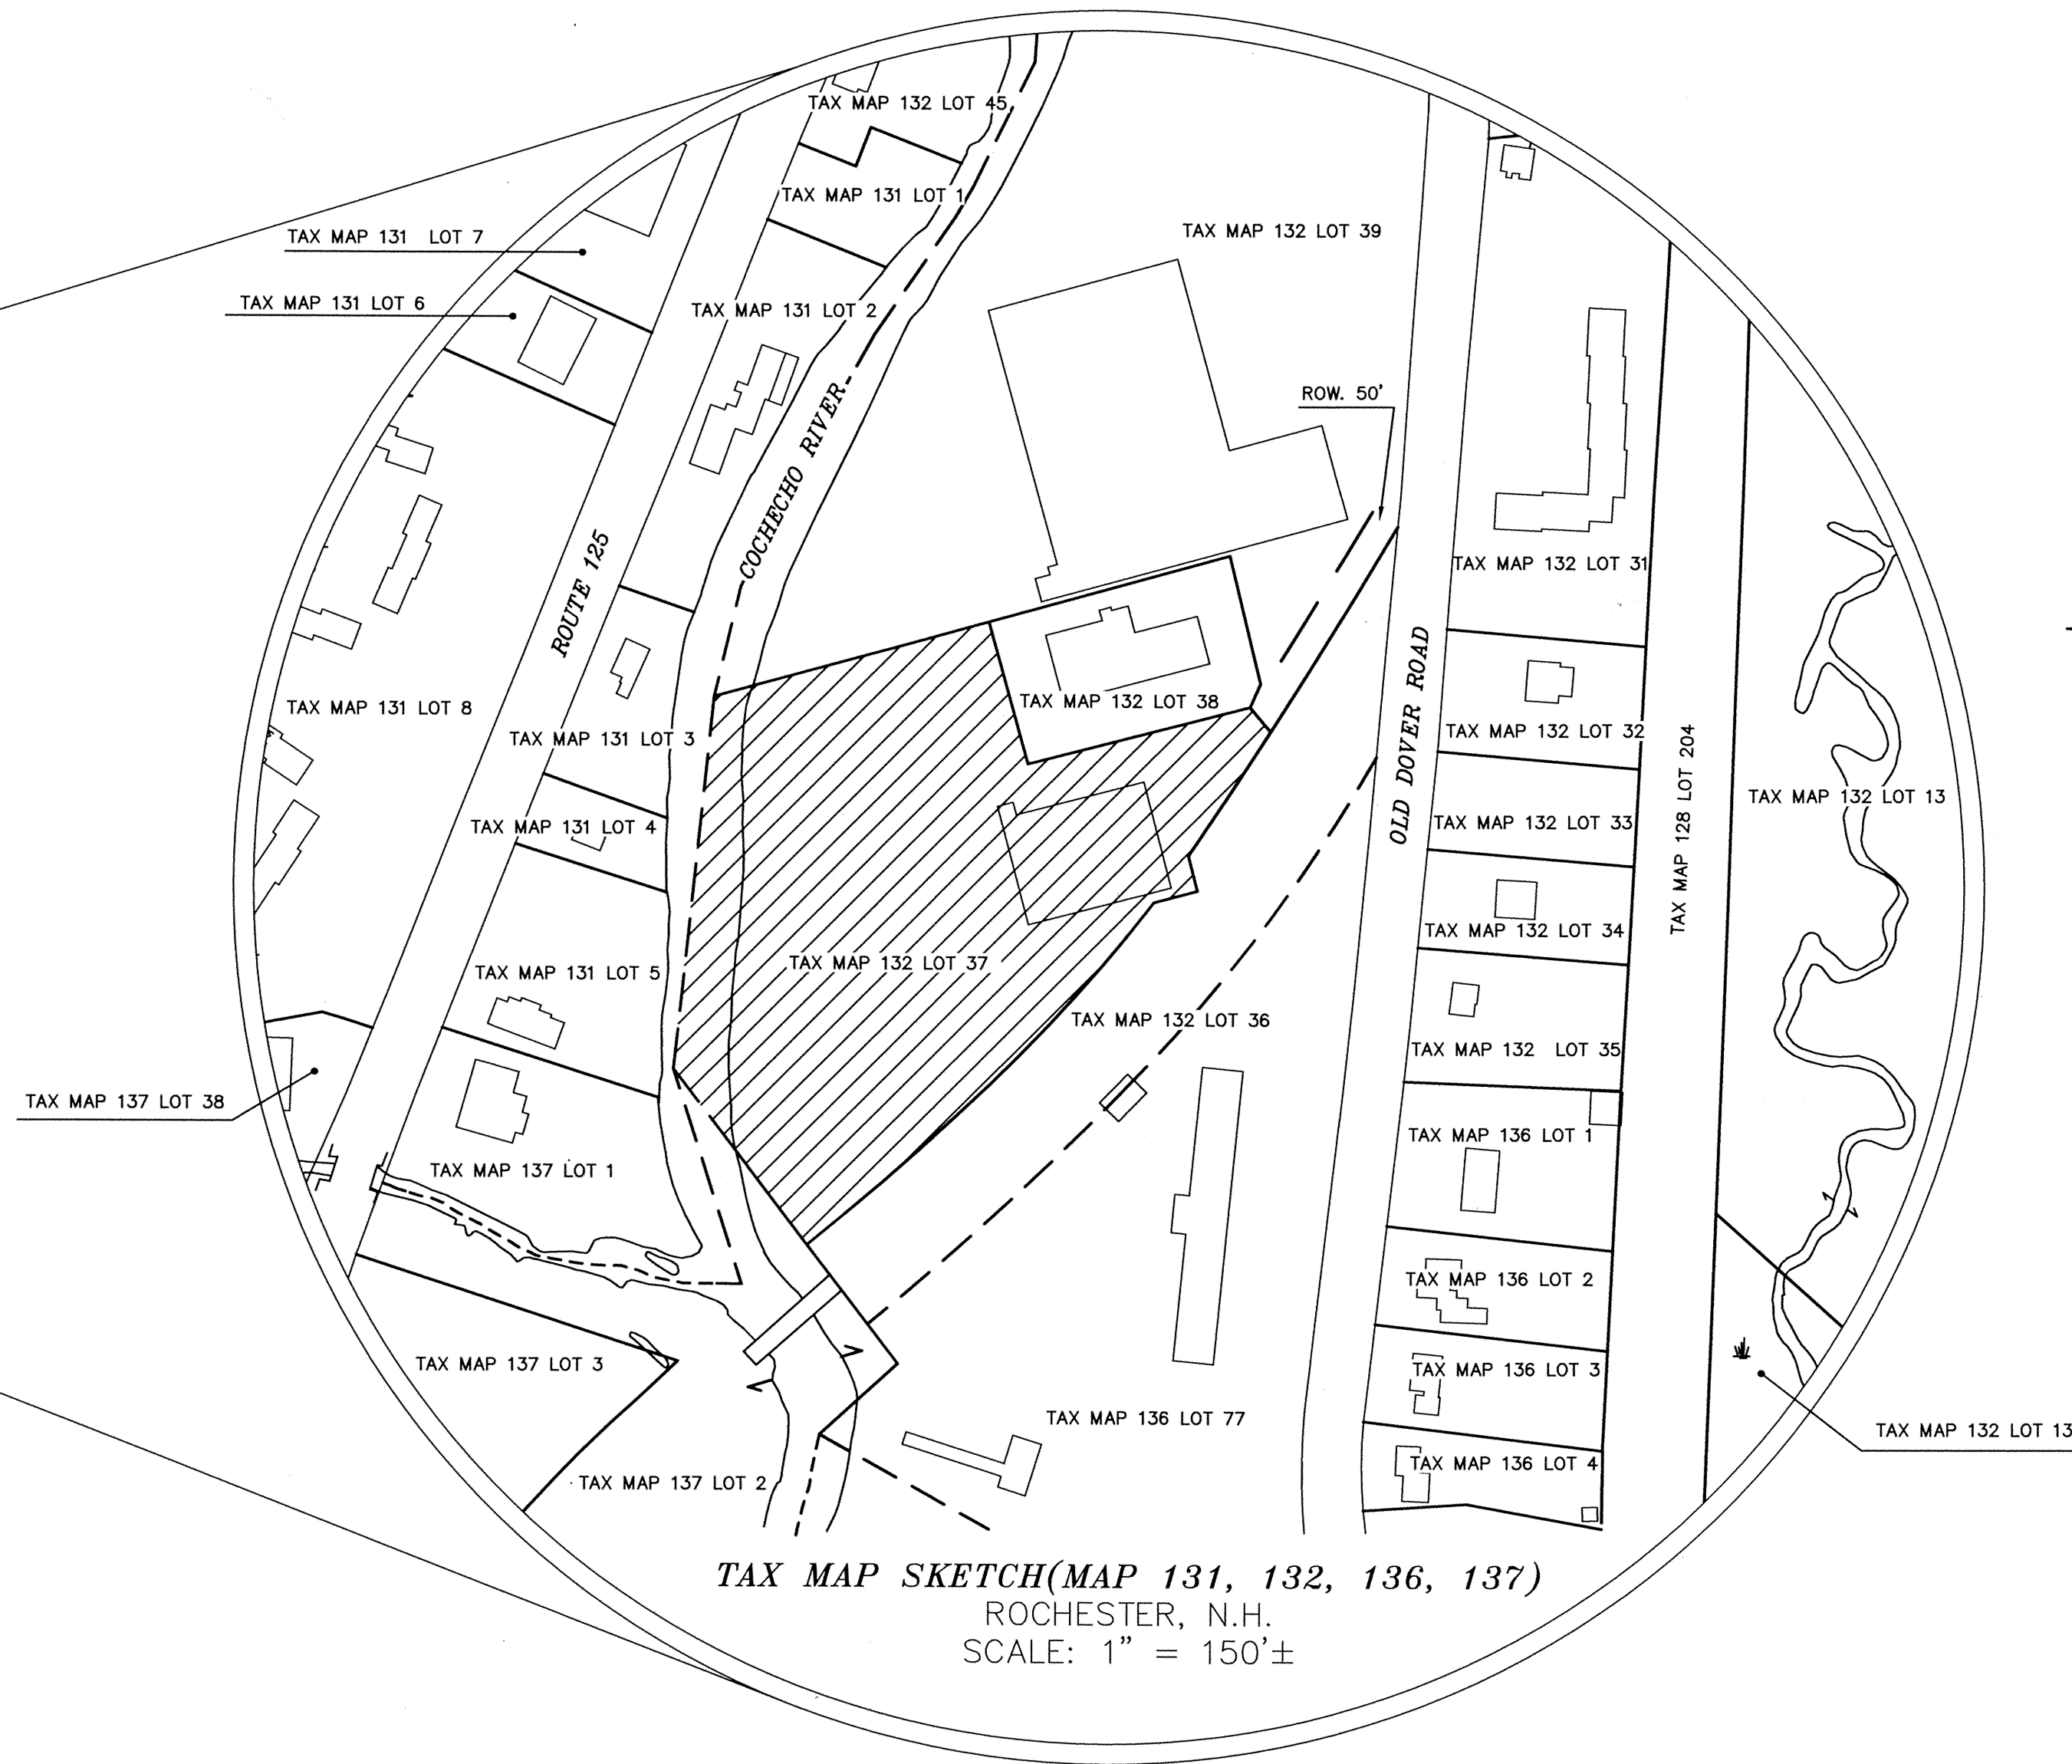 TAX MAP 132 LOT 45
TAX MAP 131 LOT 1
TAX MAP 132 LOT 39
TAX MAP 131 LOT 7
TAX MAP 131 LOT 6
TAX MAP 131 LOT 2
ROW. 50'
COCHECHO RIVER
ROUTE 125
TAX MAP 132 LOT 31
TAX MAP 131 LOT 8
TAX MAP 132 LOT 38
OLD DOVER ROAD
TAX MAP 132 LOT 32
TAX MAP 131 LOT 3
TAX MAP 128 LOT 204
TAX MAP 132 LOT 13
TAX MAP 131 LOT 4
TAX MAP 132 LOT 33
TAX MAP 132 LOT 34
TAX MAP 132 LOT 37
TAX MAP 131 LOT 5
TAX MAP 132 LOT 36
TAX MAP 132 LOT 35
TAX MAP 137 LOT 38
TAX MAP 136 LOT 1
TAX MAP 137 LOT 1
TAX MAP 136 LOT 2
TAX MAP 137 LOT 3
TAX MAP 136 LOT 3
TAX MAP 136 LOT 77
TAX MAP 132 LOT 13
TAX MAP 136 LOT 4
TAX MAP 137 LOT 2
TAX MAP SKETCH(MAP 131, 132, 136, 137)
ROCHESTER, N.H.
SCALE: 1” = 150'±